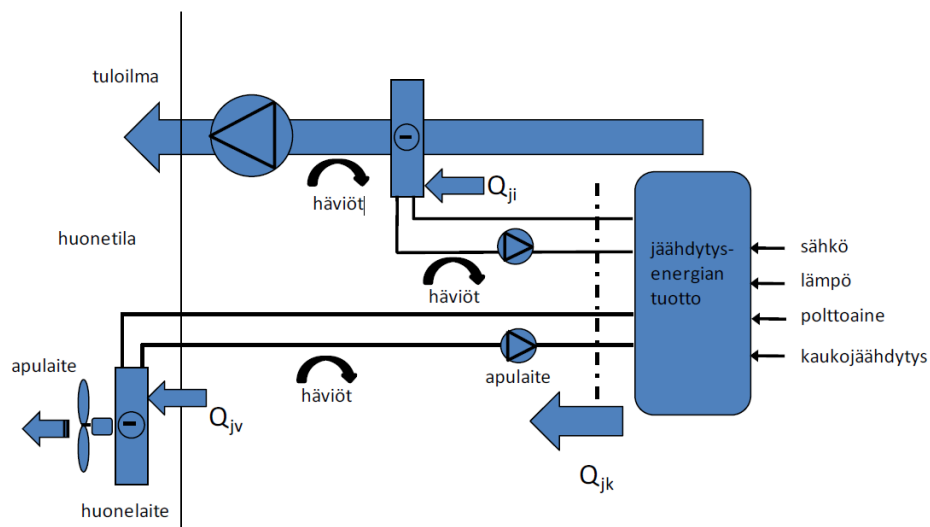 tuloilma
häviöt
Q_ji
huonetila
häviöt
jäähdytys-
energian
tuotto
sähkö
lämpö
polttoaine
kaukojäähdytys
apulaite
häviöt
apulaite
Q_jv
Q_jk
huonelaite